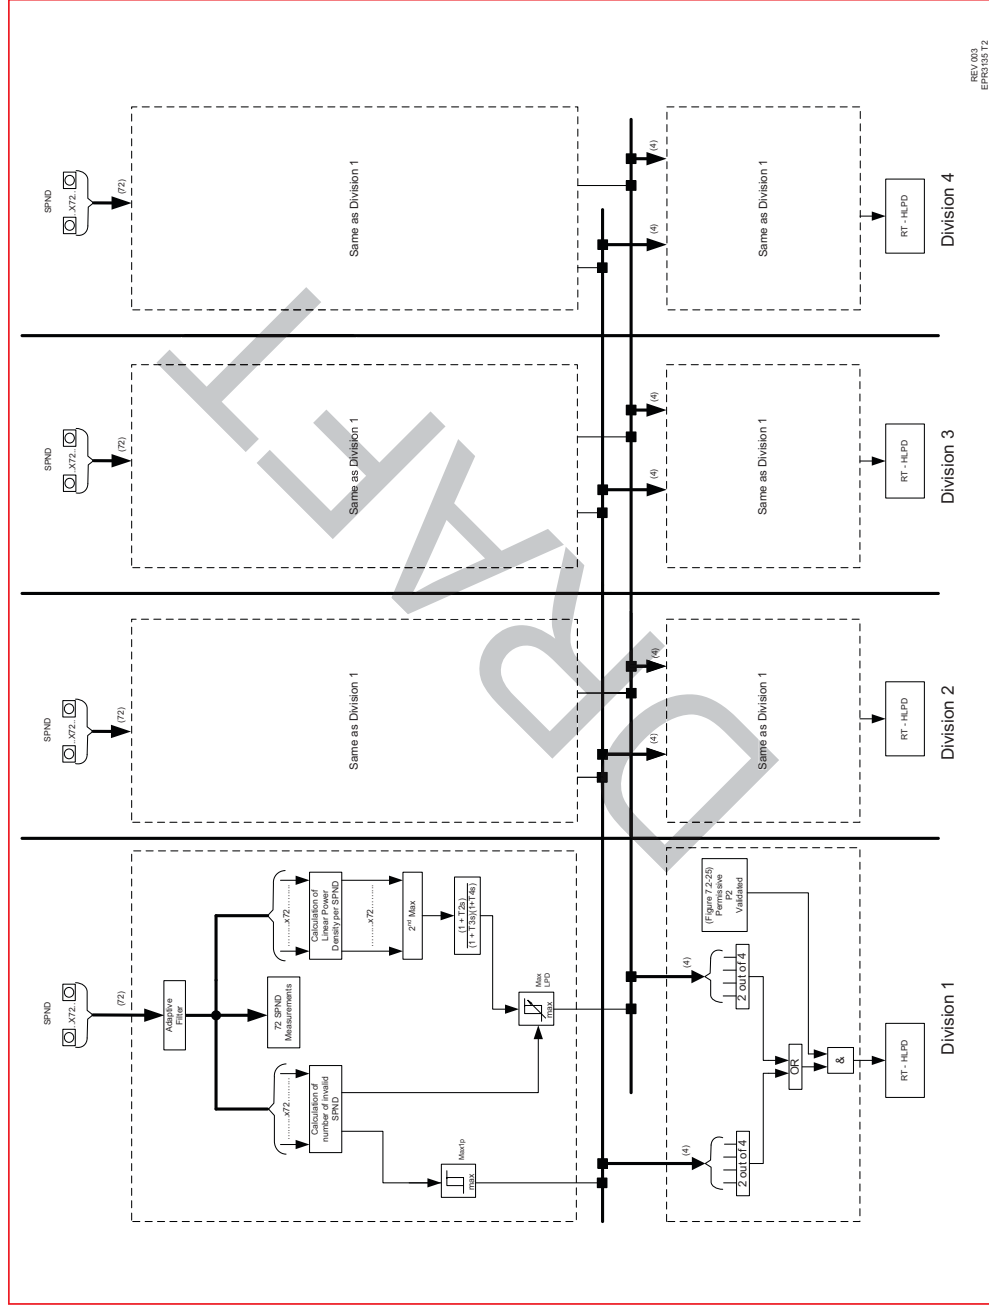 SPND
...X72...
(72)
Adaptive
Filter
72 SPND
Measurements
.........x72.........
Calculation of
number of invalid
SPND
Max1p
max
.........x72.........
Calculation of
Linear Power
Density per SPND
.........x72.........
2nd Max
(1 + T2s)
(1 + T3s)(1+T4s)
Max
LPD
max
(4)
2 out of 4
(4)
2 out of 4
(Figure 7.2-25)
Permissive
P2
Validated
OR
&
RT - HLPD
Division 1
SPND
...X72...
(72)
Same as Division 1
(4)
(4)
Same as Division 1
RT - HLPD
Division 2
SPND
...X72...
(72)
Same as Division 1
(4)
(4)
Same as Division 1
RT - HLPD
Division 3
SPND
...X72...
(72)
Same as Division 1
(4)
(4)
Same as Division 1
RT - HLPD
Division 4
DRAFT
REV 003
EPR3135 T2